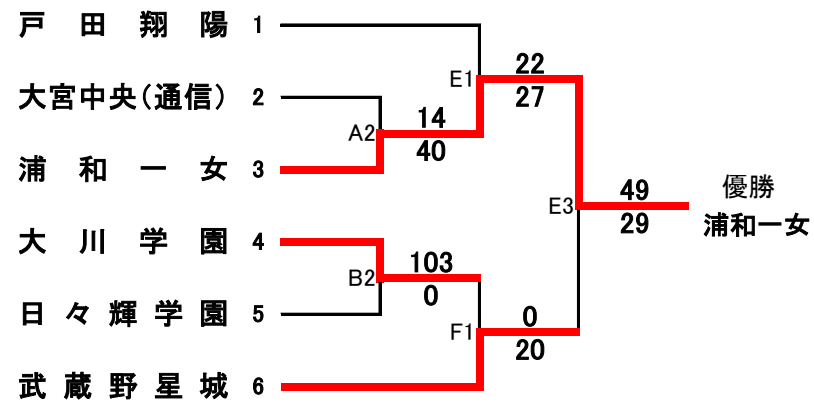 戸田翔陽 1
大宮中央(通信) 2
浦和一女 3
大川学園 4
日々輝学園 5
武蔵野星城 6
A2
14
40
B2
103
0
E1
22
27
F1
0
20
E3
49
29
優勝
浦和一女